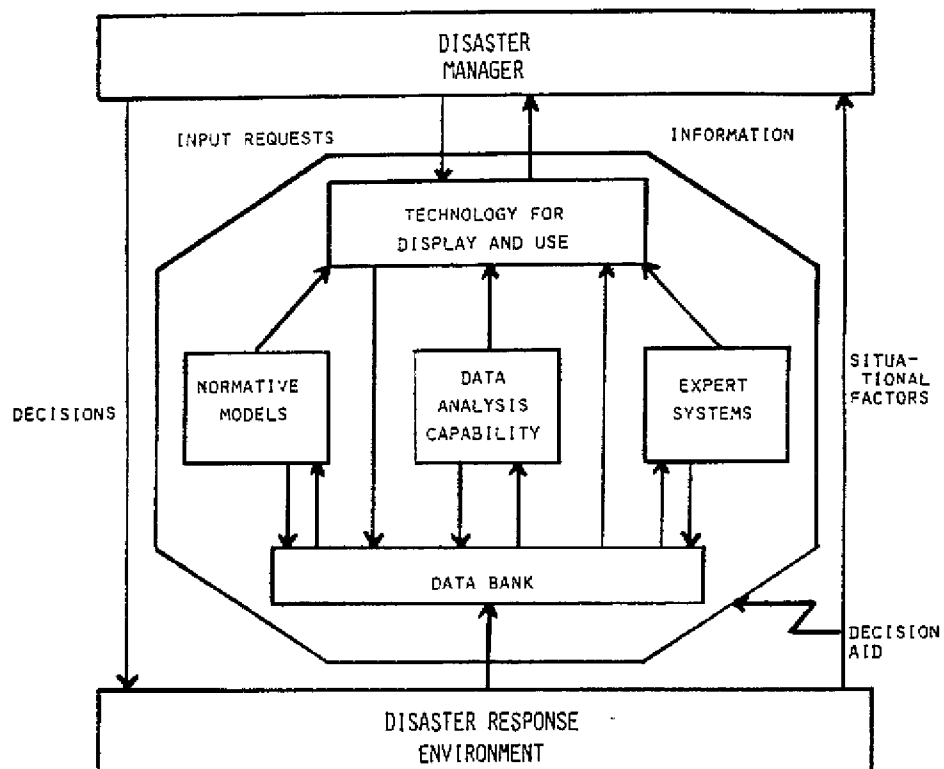 DISASTER
MANAGER
INPUT REQUESTS
INFORMATION
TECHNOLOGY FOR
DISPLAY AND USE
NORMATIVE
MODELS
DATA
ANALYSIS
CAPABILITY
EXPERT
SYSTEMS
DECISIONS
SITUA-
TIONAL
FACTORS
DATA BANK
DECISION
AID
DISASTER RESPONSE
ENVIRONMENT